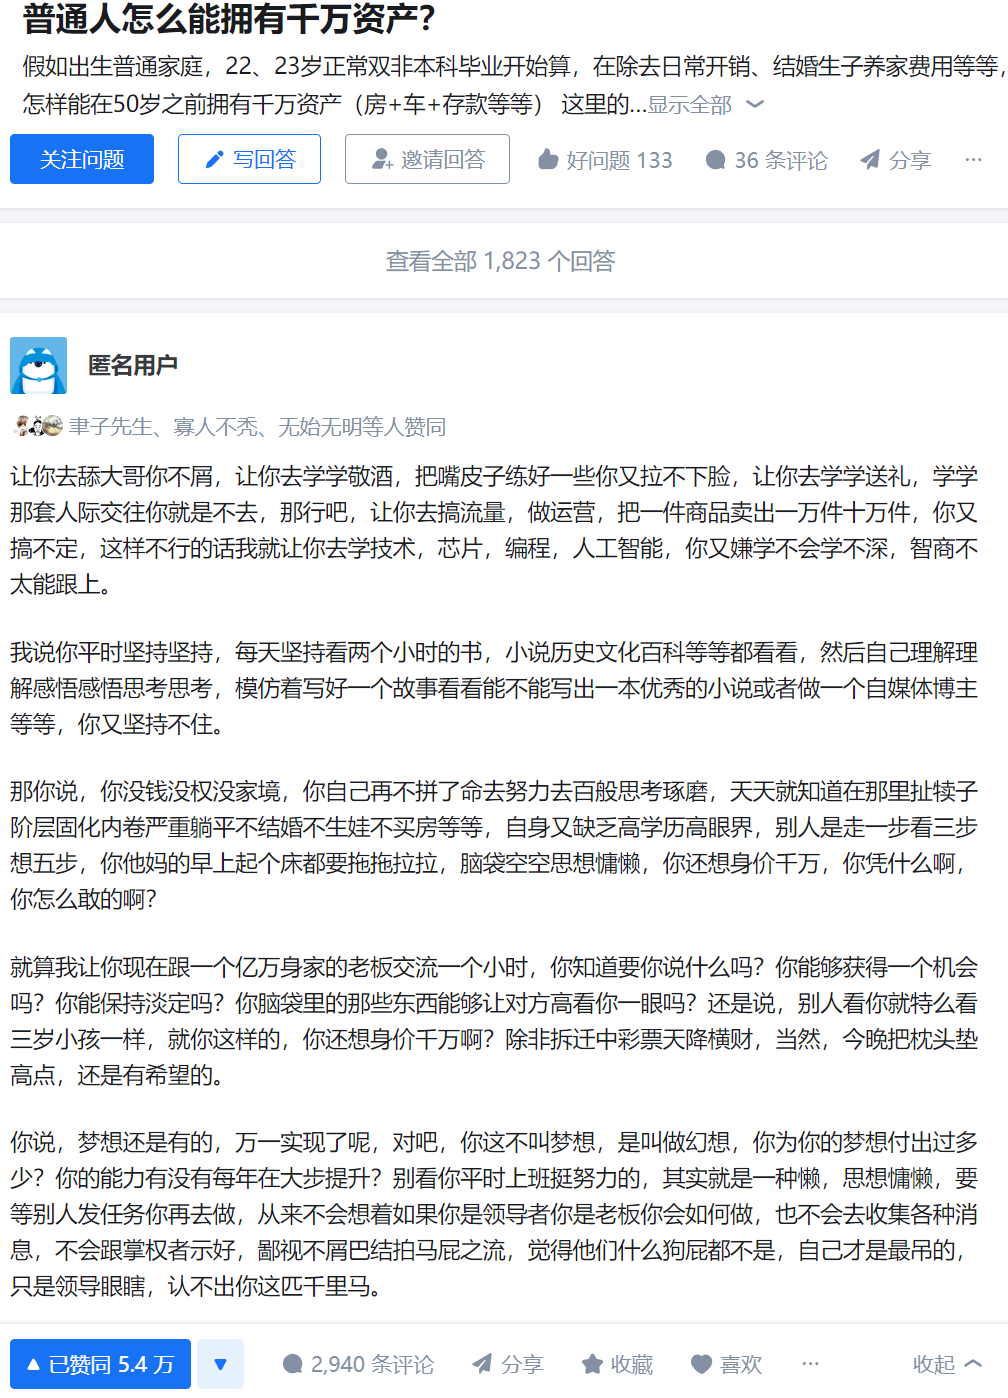 普通人怎么能拥有千万资产？
假如出生普通家庭，22、23岁正常双非本科毕业开始算，在除去日常开销、结婚生子养家费用等等，
怎样能在50岁之前拥有千万资产（房+车+存款等等） 这里的...显示全部
关注问题 写回答 邀请回答 好问题 133 36 条评论 分享 ···
查看全部 1,823 个回答
匿名用户
聿子先生、寡人不秃、无始无明等人赞同
让你去舔大哥你不屑，让你去学学敬酒，把嘴皮子练好一些你又拉不下脸，让你去学学送礼，学学
那套人际交往你就是不去，那行吧，让你去搞流量，做运营，把一件商品卖出一万件十万件，你又
搞不定，这样不行的话我就让你去学技术，芯片，编程，人工智能，你又嫌学不会学不深，智商不
太能跟上。
我说你平时坚持坚持，每天坚持看两个小时的书，小说历史文化百科等等都看看，然后自己理解理
解感悟感悟思考思考，模仿着写好一个故事看看能不能写出一本优秀的小说或者做一个自媒体博主
等等，你又坚持不住。
那你说，你没钱没权没家境，你自己再不拼了命去努力去百般思考琢磨，天天就知道在那里扯犊子
阶层固化内卷严重躺平不结婚不生娃不买房等等，自身又缺乏高学历高眼界，别人是走一步看三步
想五步，你他妈的早上起个床都要拖拖拉拉，脑袋空空思想慵懒，你还想身价千万，你凭什么啊，
你怎么敢的啊？
就算我让你现在跟一个亿万身家的老板交流一个小时，你知道要你说什么吗？你能够获得一个机会
吗？你能保持淡定吗？你脑袋里的那些东西能够让对方高看你一眼吗？还是说，别人看你就特么看
三岁小孩一样，就你这样的，你还想身价千万啊？除非拆迁中彩票天降横财，当然，今晚把枕头垫
高点，还是有希望的。
你说，梦想还是有的，万一实现了呢，对吧，你这不叫梦想，是叫做幻想，你为你的梦想付出过多
少？你的能力有没有每年在大步提升？别看你平时上班挺努力的，其实就是一种懒，思想慵懒，要
等别人发任务你再去做，从来不会想着如果你是领导者你是老板你会如何做，也不会去收集各种消
息，不会跟掌权者示好，鄙视不屑巴结拍马屁之流，觉得他们什么狗屁都不是，自己才是最吊的，
只是领导眼瞎，认不出你这匹千里马。
已赞同 5.4 万 2,940 条评论 分享 收藏 喜欢 ··· 收起